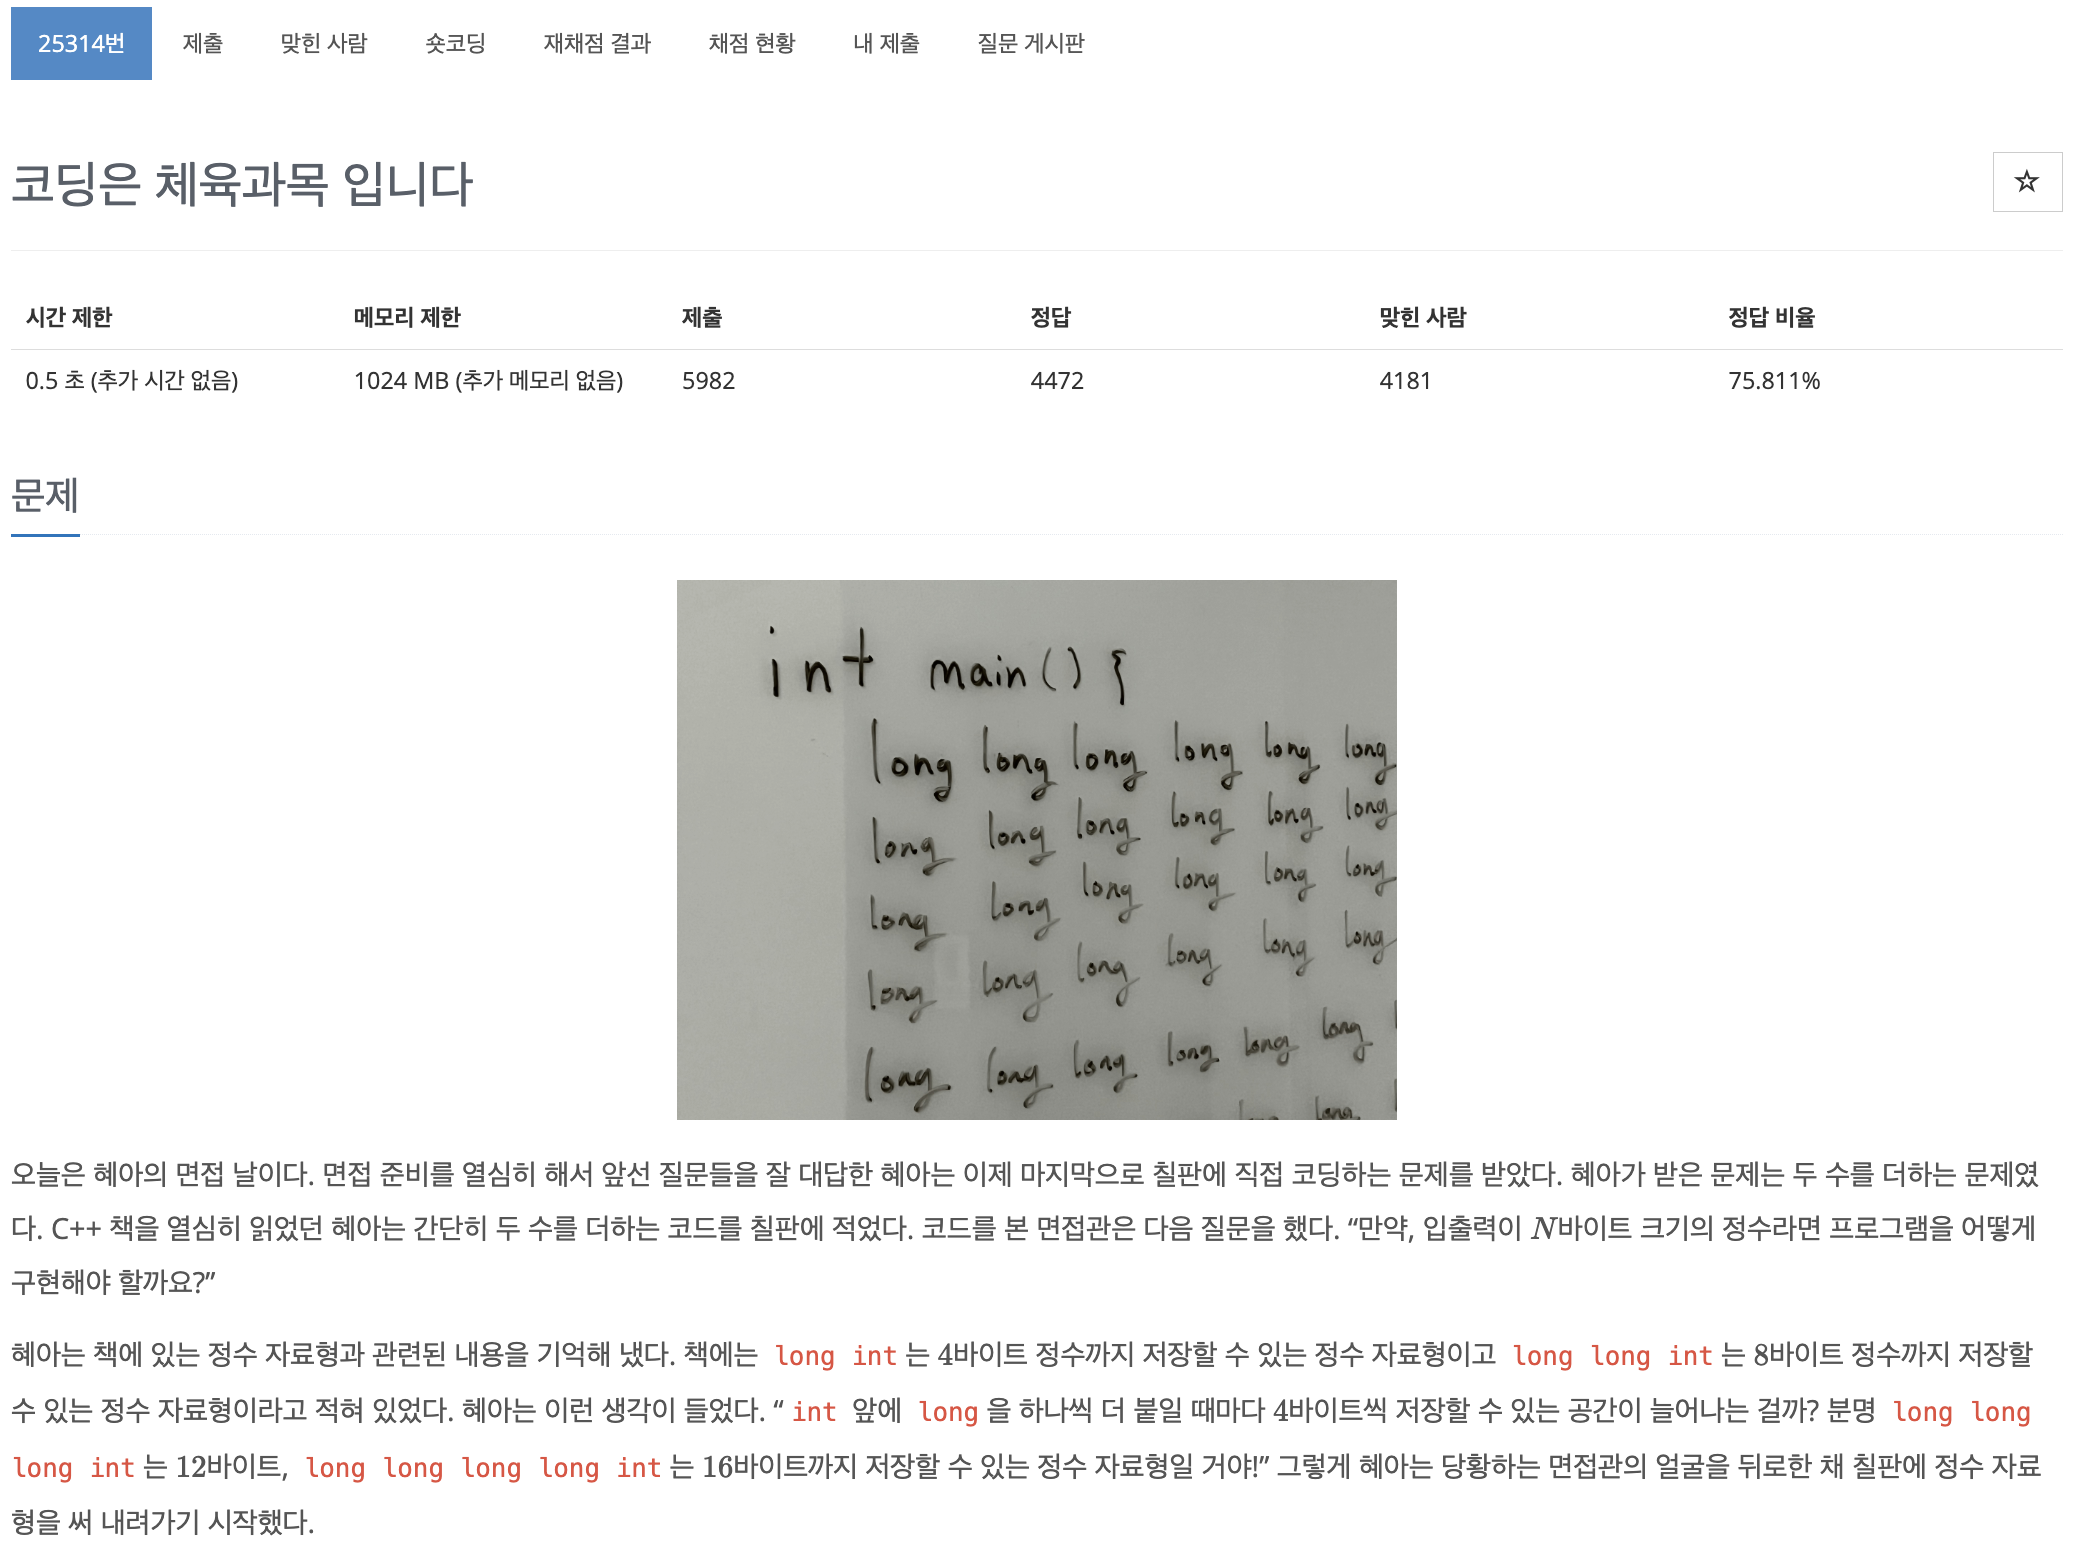 25314번 제출 맞힌 사람 숏코딩 재채점 결과 채점 현황 내 제출 질문 게시판
코딩은 체육과목 입니다
시간 제한 메모리 제한 제출 정답 맞힌 사람 정답 비율
0.5 초 (추가 시간 없음) 1024 MB (추가 메모리 없음) 5982 4472 4181 75.811%
문제
int main() {
long long long long long long
long long long long long long
long long long long long long
long long long long long long
long long long long long long
long
오늘은 혜아의 면접 날이다. 면접 준비를 열심히 해서 앞선 질문들을 잘 대답한 혜아는 이제 마지막으로 칠판에 직접 코딩하는 문제를 받았다. 혜아가 받은 문제는 두 수를 더하는 문제였
다. C++ 책을 열심히 읽었던 혜아는 간단히 두 수를 더하는 코드를 칠판에 적었다. 코드를 본 면접관은 다음 질문을 했다. “만약, 입출력이 N바이트 크기의 정수라면 프로그램을 어떻게
구현해야 할까요?”
혜아는 책에 있는 정수 자료형과 관련된 내용을 기억해 냈다. 책에는 long int는 4바이트 정수까지 저장할 수 있는 정수 자료형이고 long long int는 8바이트 정수까지 저장할
수 있는 정수 자료형이라고 적혀 있었다. 혜아는 이런 생각이 들었다. “int 앞에 long을 하나씩 더 붙일 때마다 4바이트씩 저장할 수 있는 공간이 늘어나는 걸까? 분명 long long
long int는 12바이트, long long long long int는 16바이트까지 저장할 수 있는 정수 자료형일 거야!” 그렇게 혜아는 당황하는 면접관의 얼굴을 뒤로한 채 칠판에 정수 자료
형을 써 내려가기 시작했다.